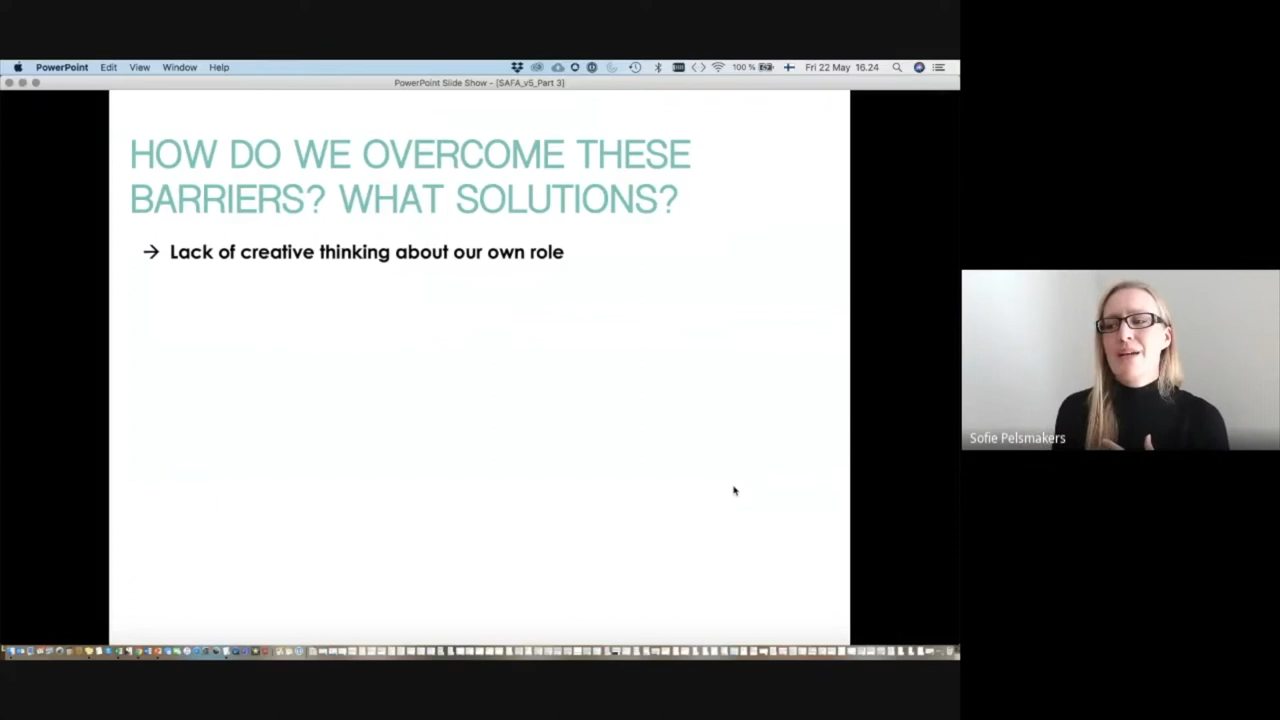 PowerPoint Edit View Window Help 100 % Fri 22 May 16.24
PowerPoint Slide Show - [SAFA_v5_Part 3]
HOW DO WE OVERCOME THESE
BARRIERS? WHAT SOLUTIONS?
→ Lack of creative thinking about our own role
Sofie Pelsmakers